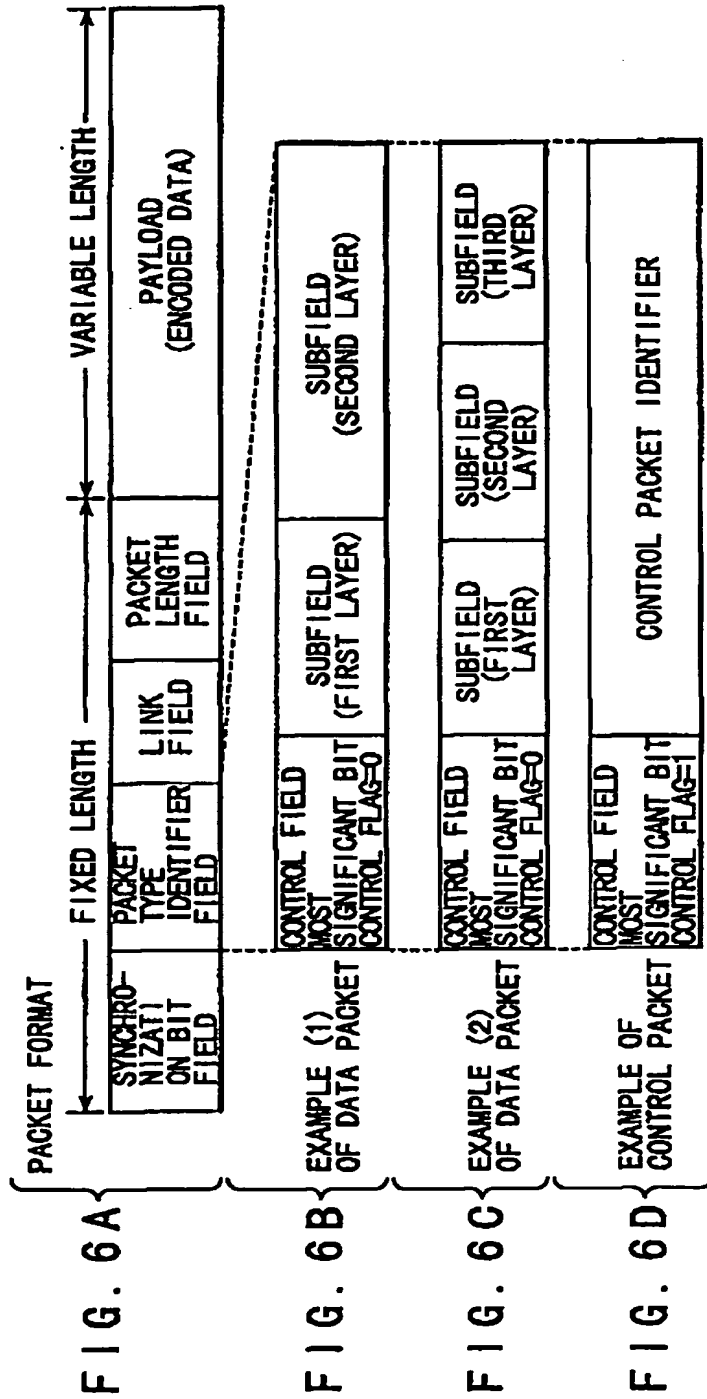 FIG. 6A
PACKET FORMAT
FIXED LENGTH
VARIABLE LENGTH
SYNCHRO-
NIZATI
ON BIT
FIELD
PACKET
TYPE
IDENTIFIER
FIELD
LINK
FIELD
PACKET
LENGTH
FIELD
PAYLOAD
(ENCODED DATA)
FIG. 6B
EXAMPLE (1)
OF DATA PACKET
CONTROL FIELD
MOST
SIGNIFICANT BIT
CONTROL FLAG=0
SUBFIELD
(FIRST LAYER)
SUBFIELD
(SECOND LAYER)
FIG. 6C
EXAMPLE (2)
OF DATA PACKET
CONTROL FIELD
MOST
SIGNIFICANT BIT
CONTROL FLAG=0
SUBFIELD
(FIRST
LAYER)
SUBFIELD
(SECOND
LAYER)
SUBFIELD
(THIRD
LAYER)
FIG. 6D
EXAMPLE OF
CONTROL PACKET
CONTROL FIELD
MOST
SIGNIFICANT BIT
CONTROL FLAG=1
CONTROL PACKET IDENTIFIER